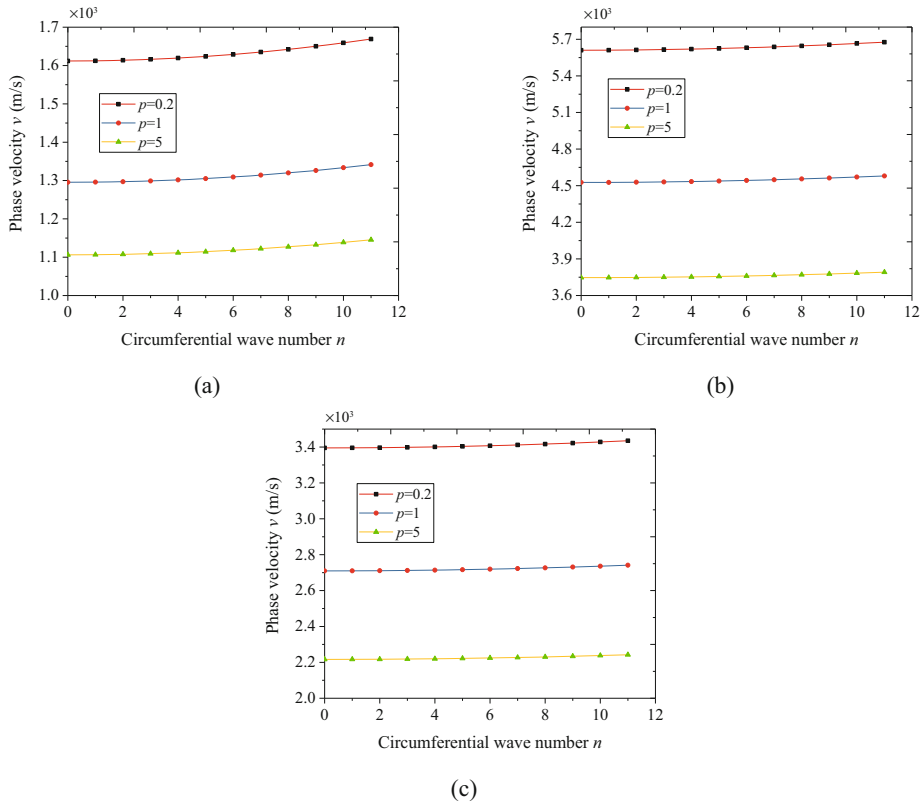 ×10³
1.7
1.6
1.5
1.4
1.3
1.2
1.1
1.0
Phase velocity v (m/s)
p=0.2
p=1
p=5
0 2 4 6 8 10 12
Circumferential wave number n
(a)
×10³
5.7
5.4
5.1
4.8
4.5
4.2
3.9
3.6
Phase velocity v (m/s)
p=0.2
p=1
p=5
0 2 4 6 8 10 12
Circumferential wave number n
(b)
×10³
3.4
3.2
3.0
2.8
2.6
2.4
2.2
2.0
Phase velocity v (m/s)
p=0.2
p=1
p=5
0 2 4 6 8 10 12
Circumferential wave number n
(c)